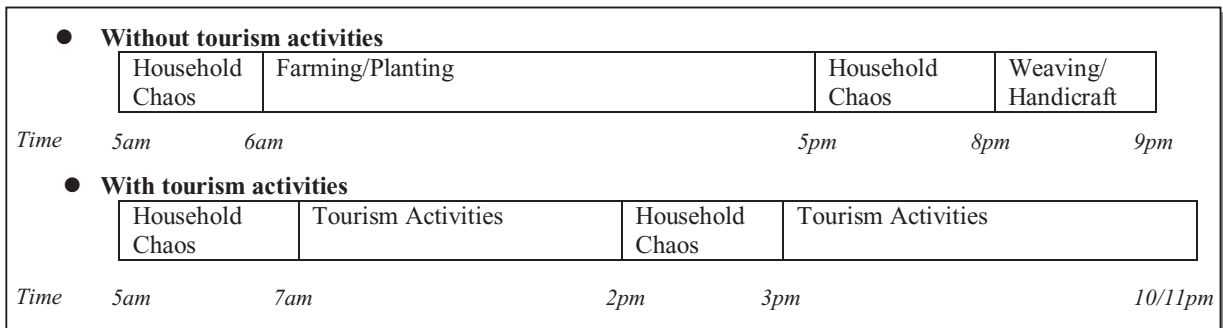 ● Without tourism activities
Household Farming/Planting Household Weaving/
Chaos Chaos Handicraft
Time 5am 6am 5pm 8pm 9pm
● With tourism activities
Household Tourism Activities Household Tourism Activities
Chaos Chaos
Time 5am 7am 2pm 3pm 10/11pm